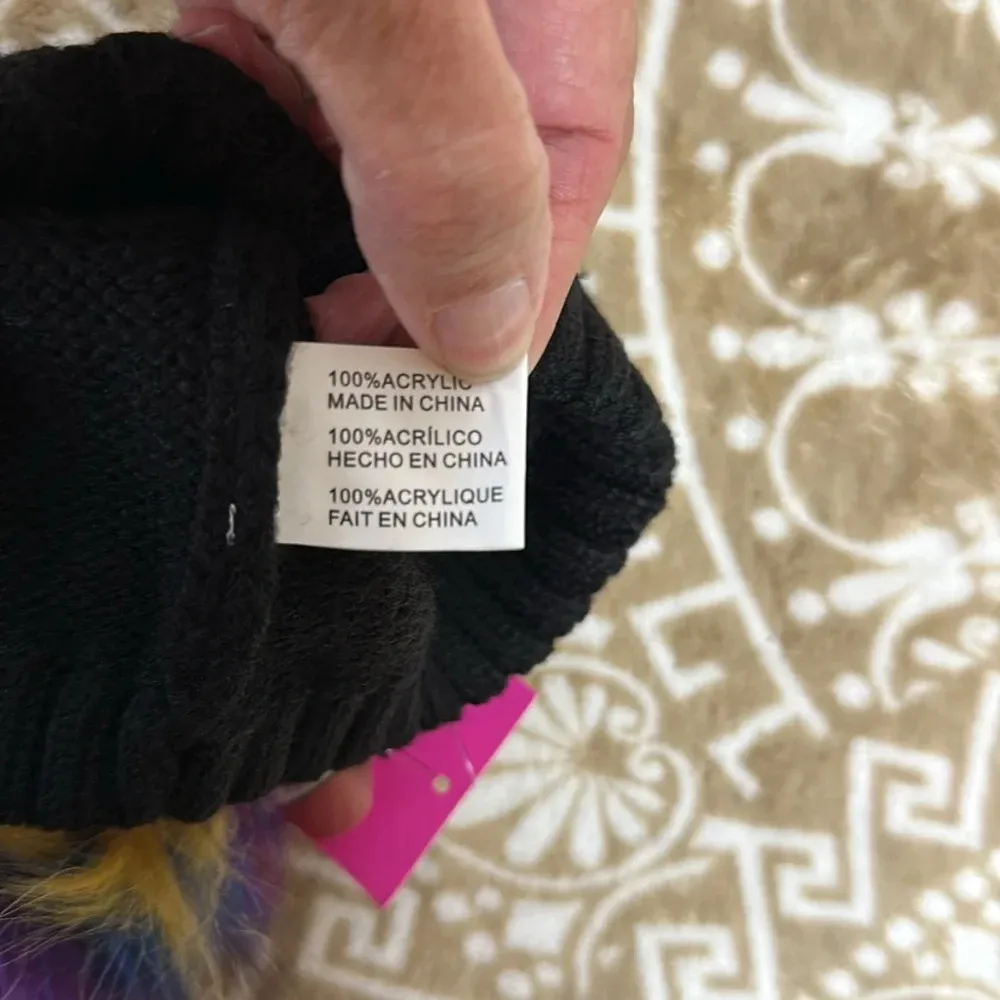 100%ACRYLIC
MADE IN CHINA
100%ACRÍLICO
HECHO EN CHINA
100%ACRYLIQUE
FAIT EN CHINA